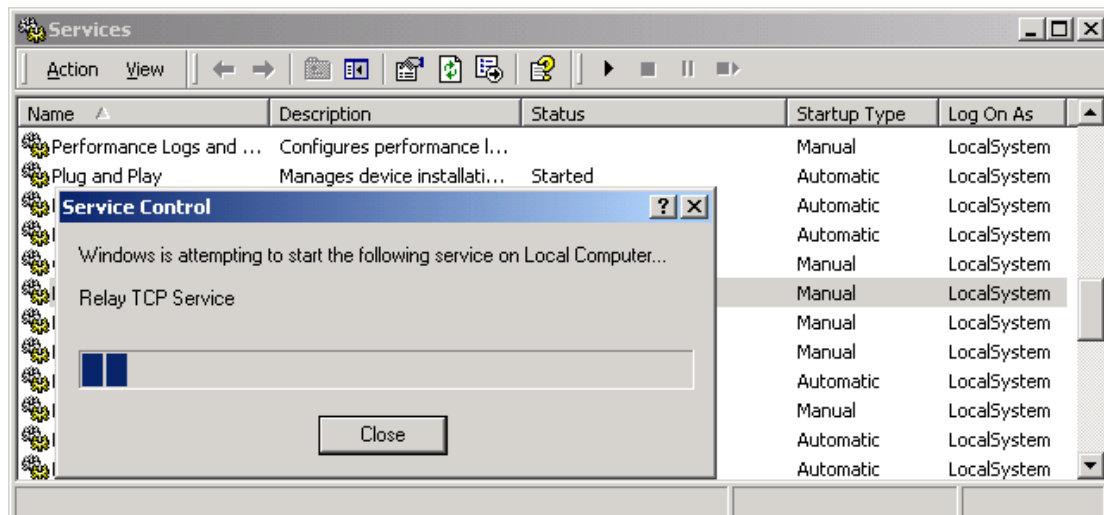 Services
Action View
Name Description Status Startup Type Log On As
Performance Logs and ... Configures performance l... Manual LocalSystem
Plug and Play Manages device installati... Started Automatic LocalSystem
Service Control Automatic LocalSystem
Automatic LocalSystem
Windows is attempting to start the following service on Local Computer... Manual LocalSystem
Relay TCP Service Manual LocalSystem
Manual LocalSystem
Manual LocalSystem
Automatic LocalSystem
Manual LocalSystem
Close Automatic LocalSystem
Automatic LocalSystem